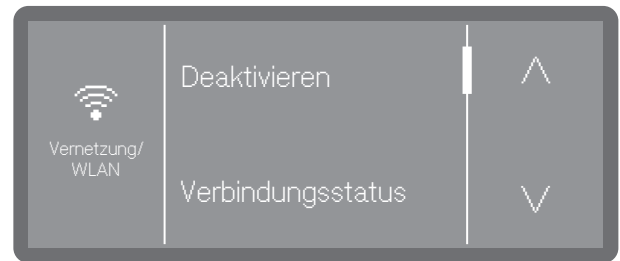 Vernetzung/
WLAN
Deaktivieren
Verbindungsstatus